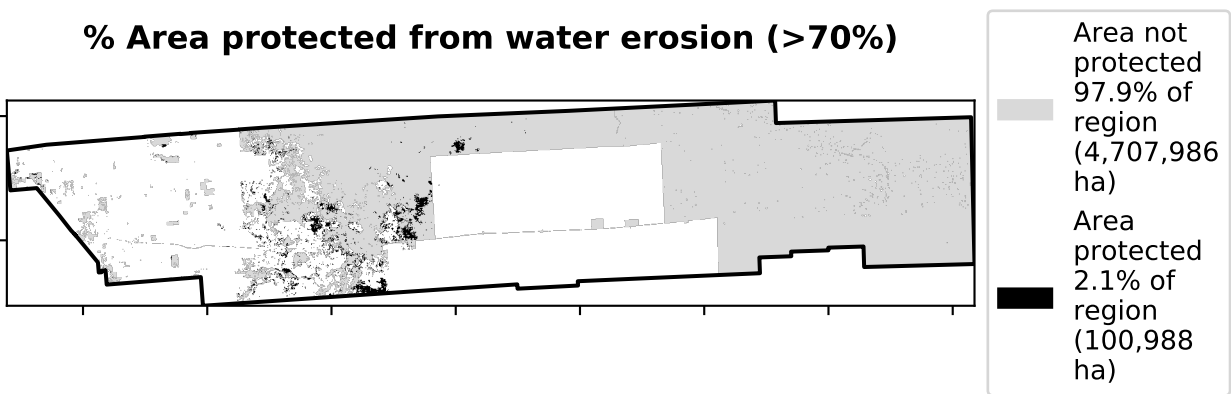 % Area protected from water erosion (>70%)
Area not
protected
97.9% of
region
(4,707,986
ha)
Area
protected
2.1% of
region
(100,988
ha)